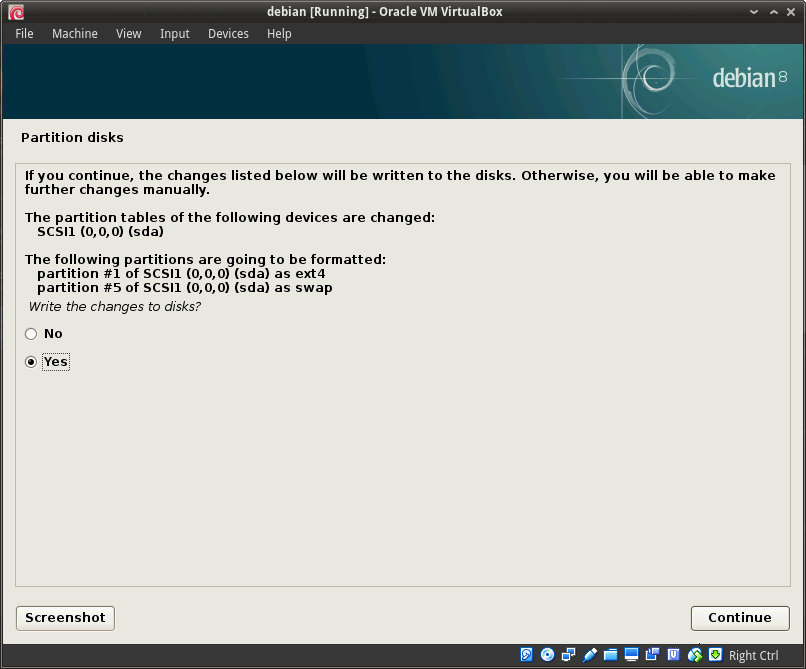 debian [Running] - Oracle VM VirtualBox
File Machine View Input Devices Help
debian 8
Partition disks
If you continue, the changes listed below will be written to the disks. Otherwise, you will be able to make
further changes manually.
The partition tables of the following devices are changed:
SCSI1 (0,0,0) (sda)
The following partitions are going to be formatted:
partition #1 of SCSI1 (0,0,0) (sda) as ext4
partition #5 of SCSI1 (0,0,0) (sda) as swap
Write the changes to disks?
No
Yes
Screenshot Continue
Right Ctrl